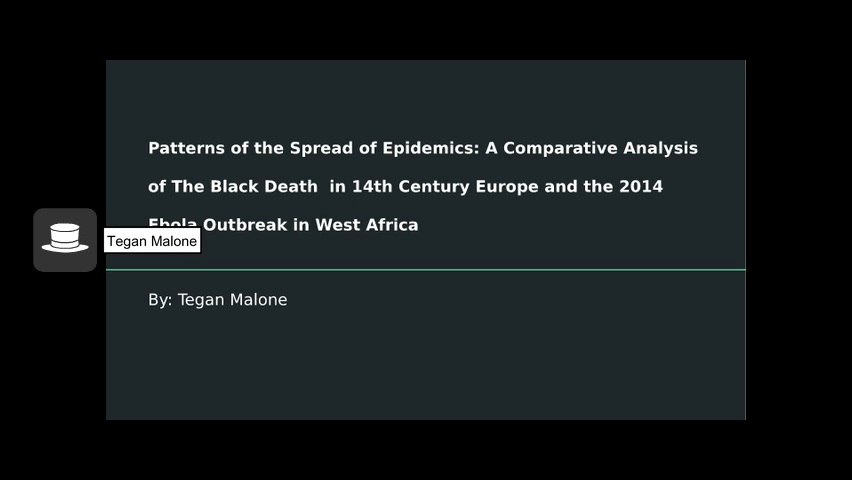 Patterns of the Spread of Epidemics: A Comparative Analysis
of The Black Death  in 14th Century Europe and the 2014
Ebola Outbreak in West Africa
Tegan Malone
By: Tegan Malone